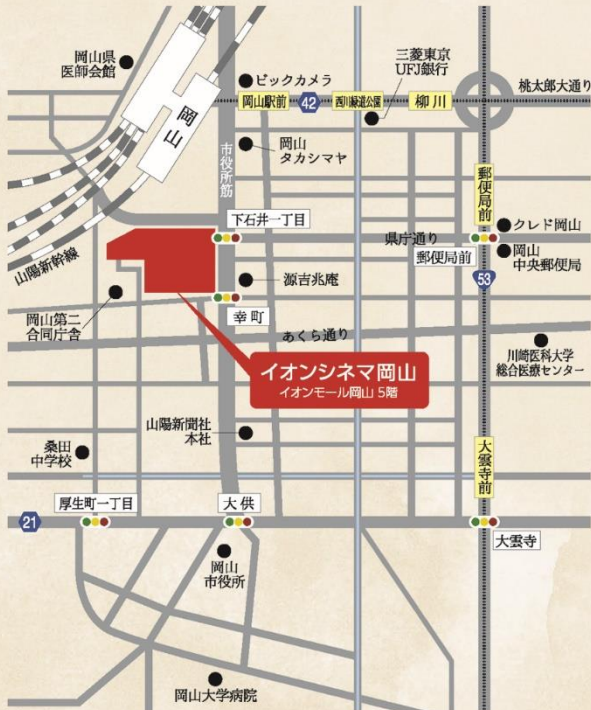 岡山県
医師会館
岡山
ビックカメラ
三菱東京
UFJ銀行
桃太郎大通り
岡山駅前
42
西川緑道公園
柳川
市役所筋
岡山
タカシマヤ
郵便局前
下石井一丁目
クレド岡山
県庁通り
郵便局前
岡山
中央郵便局
山陽新幹線
源吉兆庵
53
岡山第二
合同庁舎
幸町
あくら通り
川崎医科大学
総合医療センター
イオンシネマ岡山
イオンモール岡山 5階
山陽新聞社
本社
桑田
中学校
大雲寺前
厚生町一丁目
大供
21
大雲寺
岡山
市役所
岡山大学病院